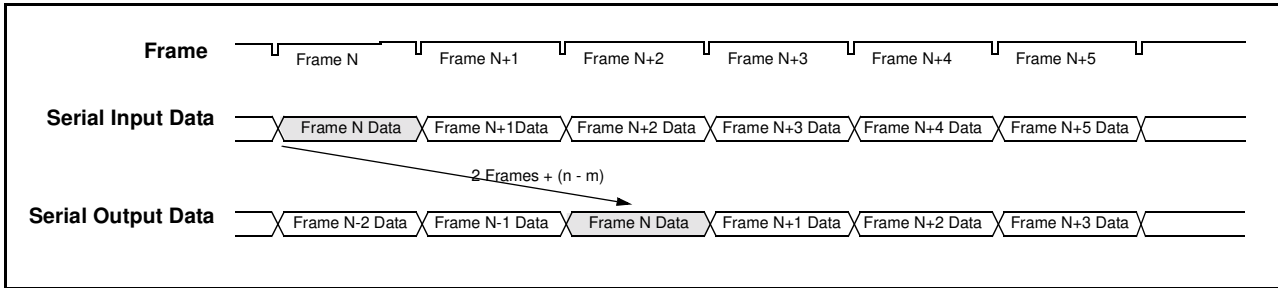 Frame
Frame N Frame N+1 Frame N+2 Frame N+3 Frame N+4 Frame N+5
Serial Input Data
Frame N Data Frame N+1Data Frame N+2 Data Frame N+3 Data Frame N+4 Data Frame N+5 Data
2 Frames + (n - m)
Serial Output Data
Frame N-2 Data Frame N-1 Data Frame N Data Frame N+1 Data Frame N+2 Data Frame N+3 Data